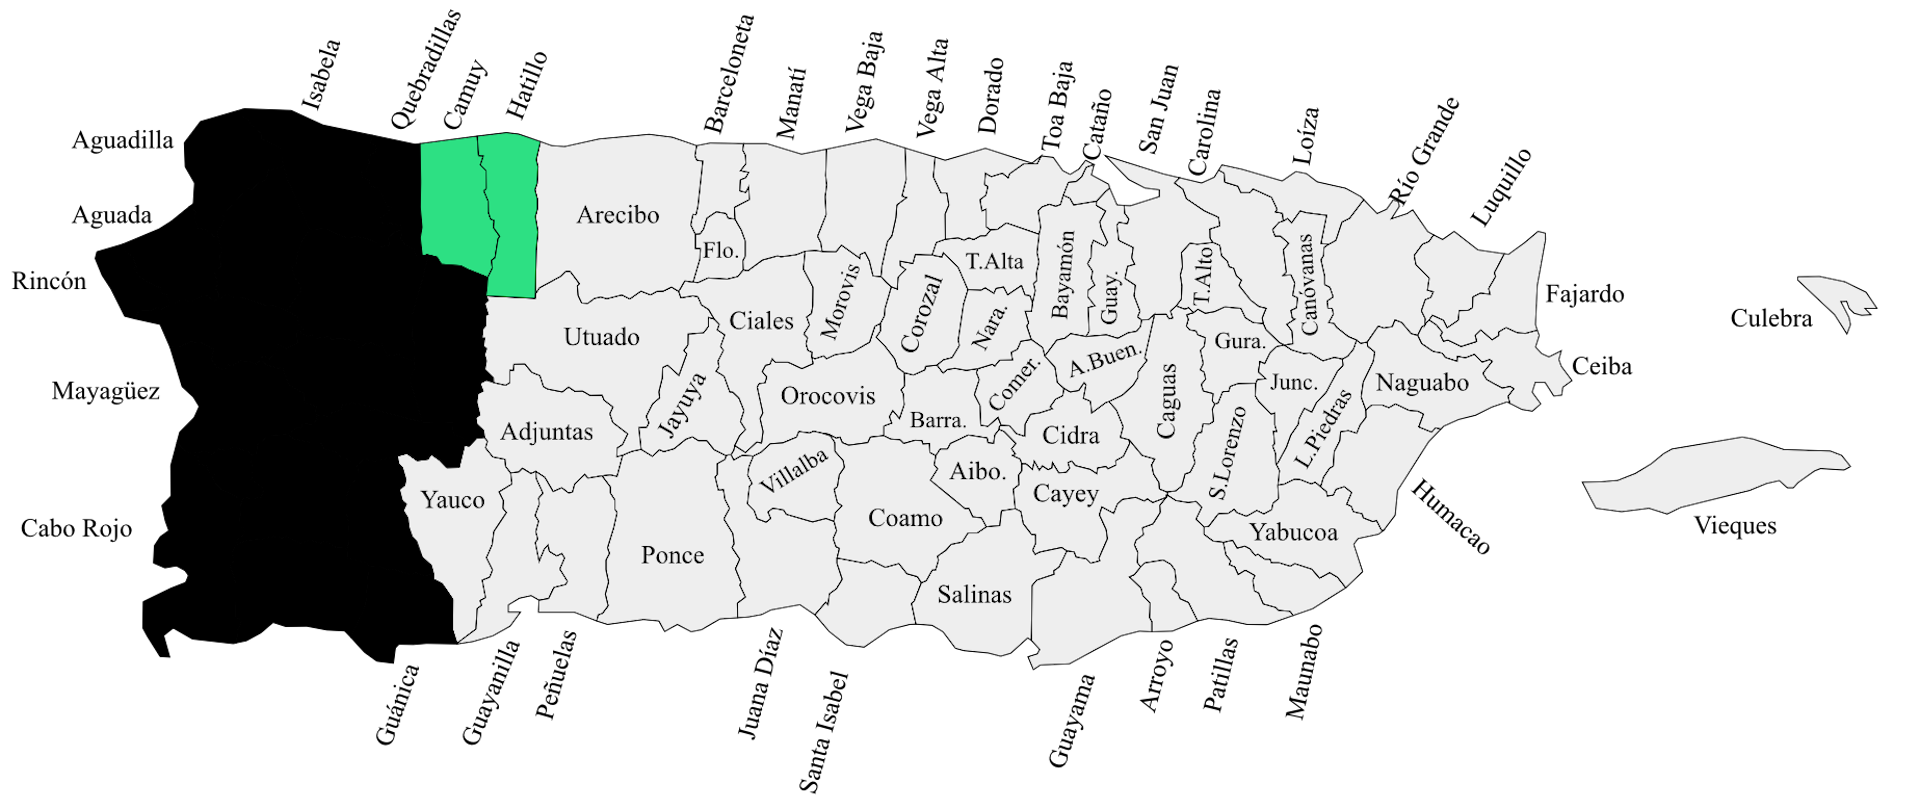 Isabela
Quebradillas
Camuy
Hatillo
Barceloneta
Manatí
Vega Baja
Vega Alta
Dorado
Toa Baja
Cataño
San Juan
Carolina
Loíza
Río Grande
Luquillo
Aguadilla
Aguada
Rincón
Mayagüez
Cabo Rojo
Arecibo
Flo.
T.Alta
Bayamón
Guay.
T.Alto
Canóvanas
Fajardo
Culebra
Ceiba
Utuado
Ciales
Morovis
Corozal
Nara.
A.Buen.
Gura.
Junc.
Naguabo
Jayuya
Orocovis
Barra.
Comer.
Caguas
L.Piedras
Adjuntas
Cidra
S.Lorenzo
Yauco
Villalba
Aibo.
Cayey
Coamo
Yabucoa
Humacao
Vieques
Ponce
Salinas
Guánica
Guayanilla
Peñuelas
Juana Díaz
Santa Isabel
Guayama
Arroyo
Patillas
Maunabo